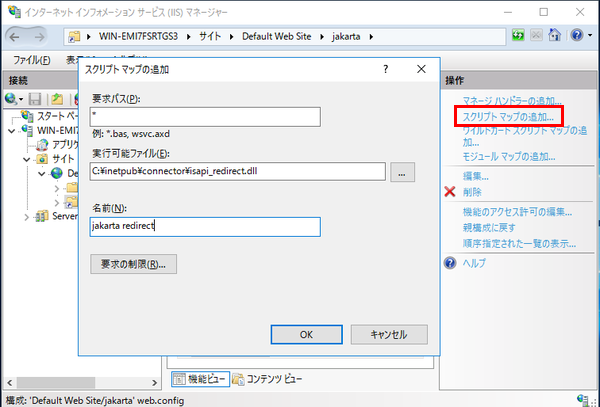 インターネット インフォメーション サービス (IIS) マネージャー
WIN-EMI7FSRTGS3 ▸ サイト ▸ Default Web Site ▸ jakarta ▸
ファイル(F)
接続
スタート ペー
WIN-EMI7
アプリケ
サイト
De
Server
スクリプト マップの追加
?
要求パス(P):
*
例: *.bas, wsvc.axd
実行可能ファイル(E):
C:¥inetpub¥connector¥isapi_redirect.dll
...
名前(N):
jakarta redirect
要求の制限(R)...
OK
キャンセル
機能ビュー
コンテンツ ビュー
操作
マネージ ハンドラーの追加...
スクリプト マップの追加...
ワイルドカード スクリプト マップの追
加...
モジュール マップの追加...
編集...
削除
機能のアクセス許可の編集...
親構成に戻す
順序指定された一覧の表示...
ヘルプ
構成: 'Default Web Site/jakarta' web.config